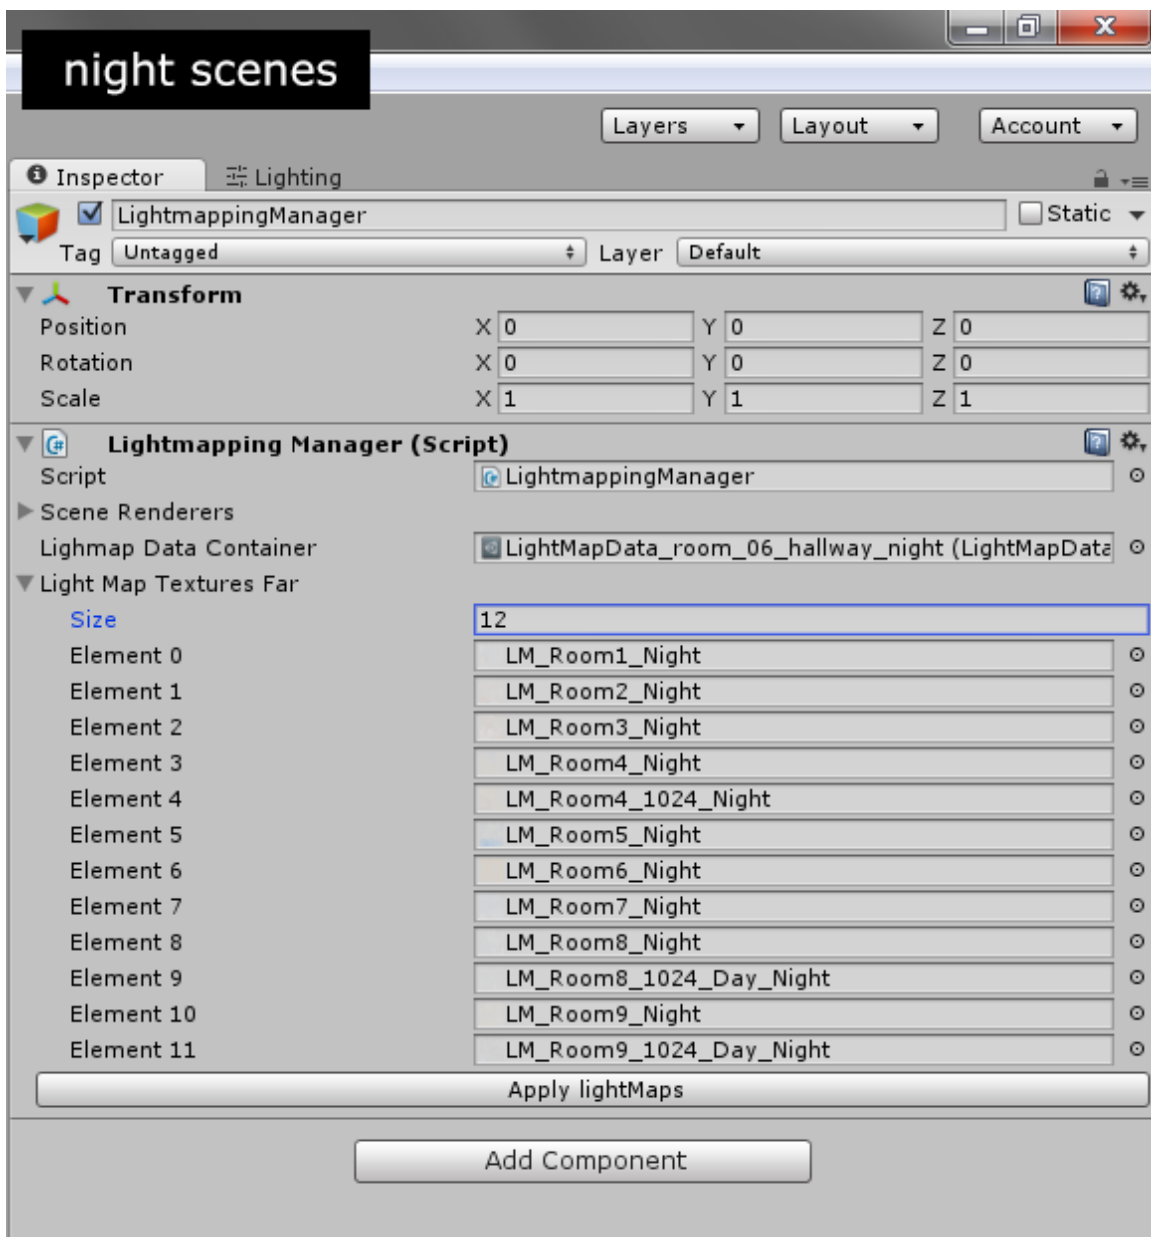 night scenes
Layers Layout Account
Inspector Lighting
LightmappingManager Static
Tag Untagged Layer Default
Transform
Position X 0 Y 0 Z 0
Rotation X 0 Y 0 Z 0
Scale X 1 Y 1 Z 1
Lightmapping Manager (Script)
Script LightmappingManager
Scene Renderers
Lighmap Data Container LightMapData_room_06_hallway_night (LightMapData
Light Map Textures Far
Size 12
Element 0 LM_Room1_Night
Element 1 LM_Room2_Night
Element 2 LM_Room3_Night
Element 3 LM_Room4_Night
Element 4 LM_Room4_1024_Night
Element 5 LM_Room5_Night
Element 6 LM_Room6_Night
Element 7 LM_Room7_Night
Element 8 LM_Room8_Night
Element 9 LM_Room8_1024_Day_Night
Element 10 LM_Room9_Night
Element 11 LM_Room9_1024_Day_Night
Apply lightMaps
Add Component